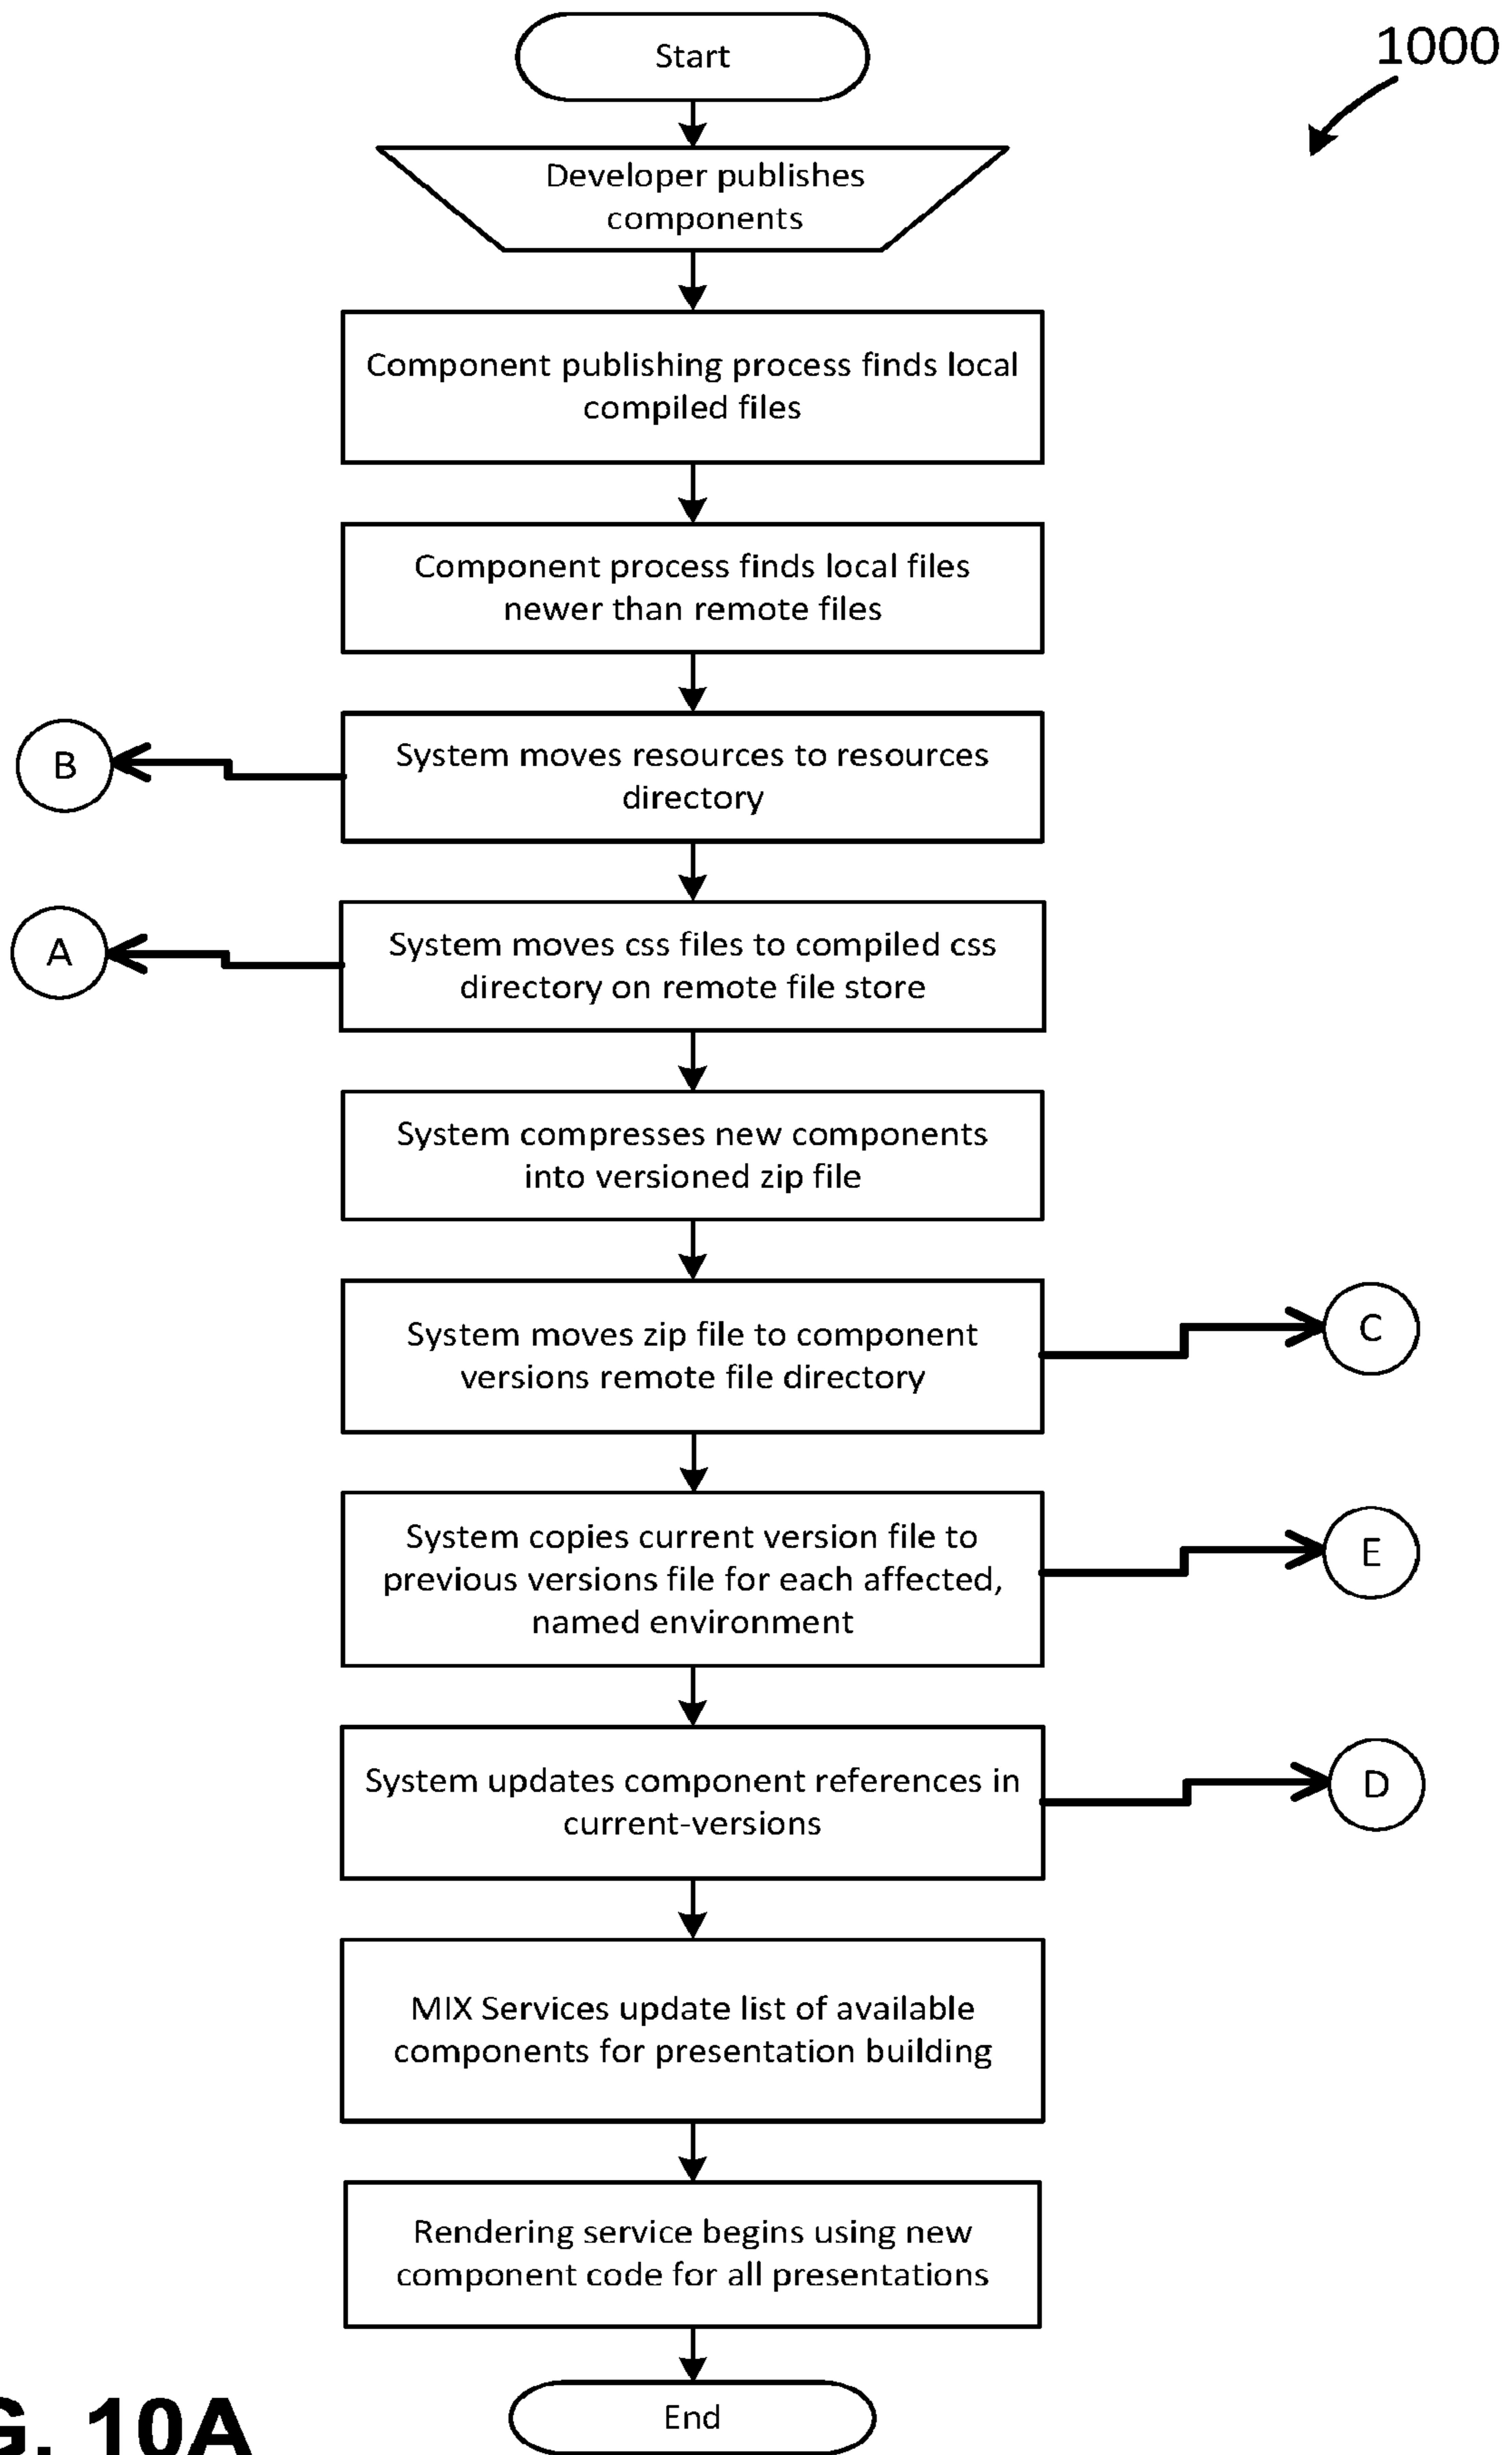 Start
1000
Developer publishes
components
Component publishing process finds local
compiled files
Component process finds local files
newer than remote files
B
System moves resources to resources
directory
A
System moves css files to compiled css
directory on remote file store
System compresses new components
into versioned zip file
System moves zip file to component
versions remote file directory
C
System copies current version file to
previous versions file for each affected,
named environment
E
System updates component references in
current-versions
D
MIX Services update list of available
components for presentation building
Rendering service begins using new
component code for all presentations
End
G. 10A